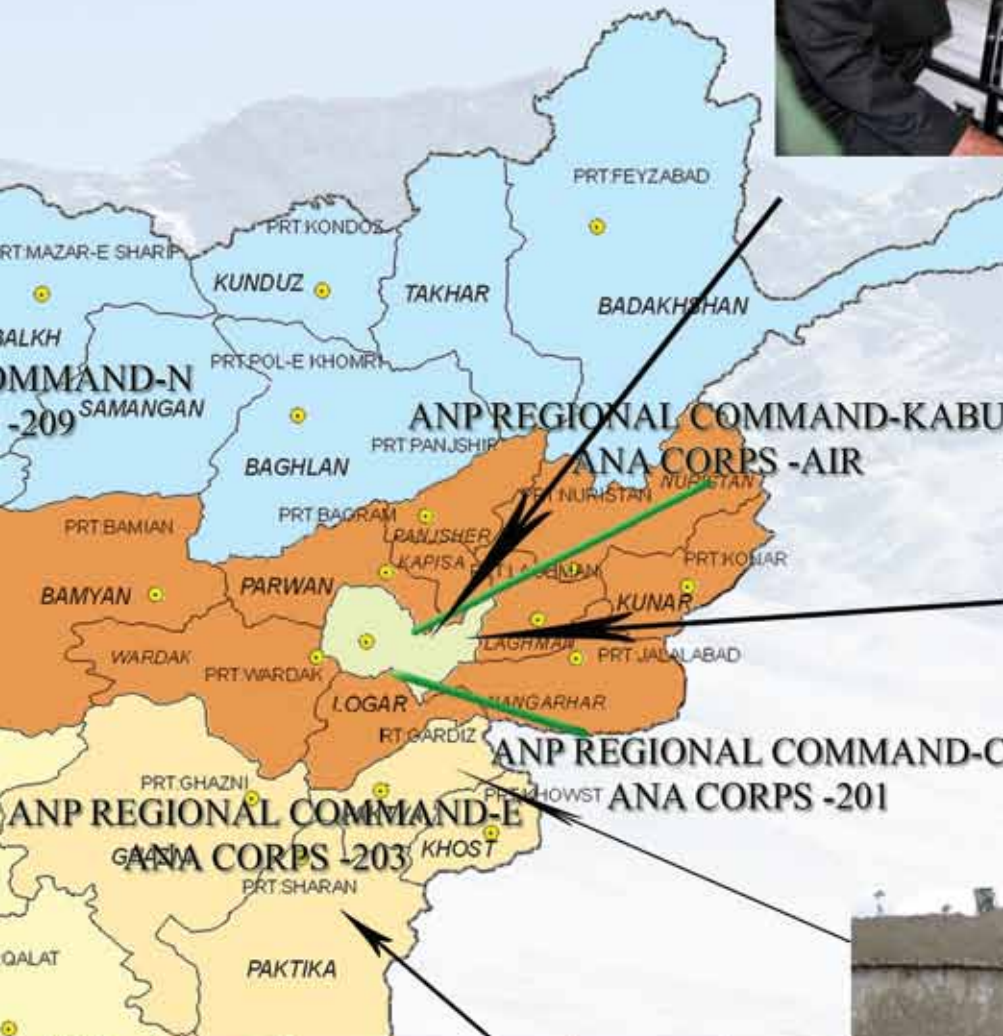 PRT.FEYZABAD
PRT.KONDOZ
RT.MAZAR-E SHARIF
KUNDUZ
TAKHAR
BADAKHSHAN
BALKH
PRT.POL-E KHOMRI
OMMAND-N
-209
SAMANGAN
ANP REGIONAL COMMAND-KABU
ANA CORPS -AIR
PRT.PANJSHIR
BAGHLAN
NURISTAN
PRT.NURISTAN
PRT.BAGRAM
PRT.BAMIAN
PANJSHER
KAPISA
PRT.KONAR
BAMYAN
PARWAN
KUNAR
LAGHMAN
WARDAK
PRT.JALALABAD
PRT.WARDAK
LOGAR
NANGARHAR
RT.GARDIZ
ANP REGIONAL COMMAND-C
ANA CORPS -201
PRT.GHAZNI
PRT.KHOWST
ANP REGIONAL COMMAND-E
ANA CORPS -203
KHOST
PRT.SHARAN
QALAT
PAKTIKA